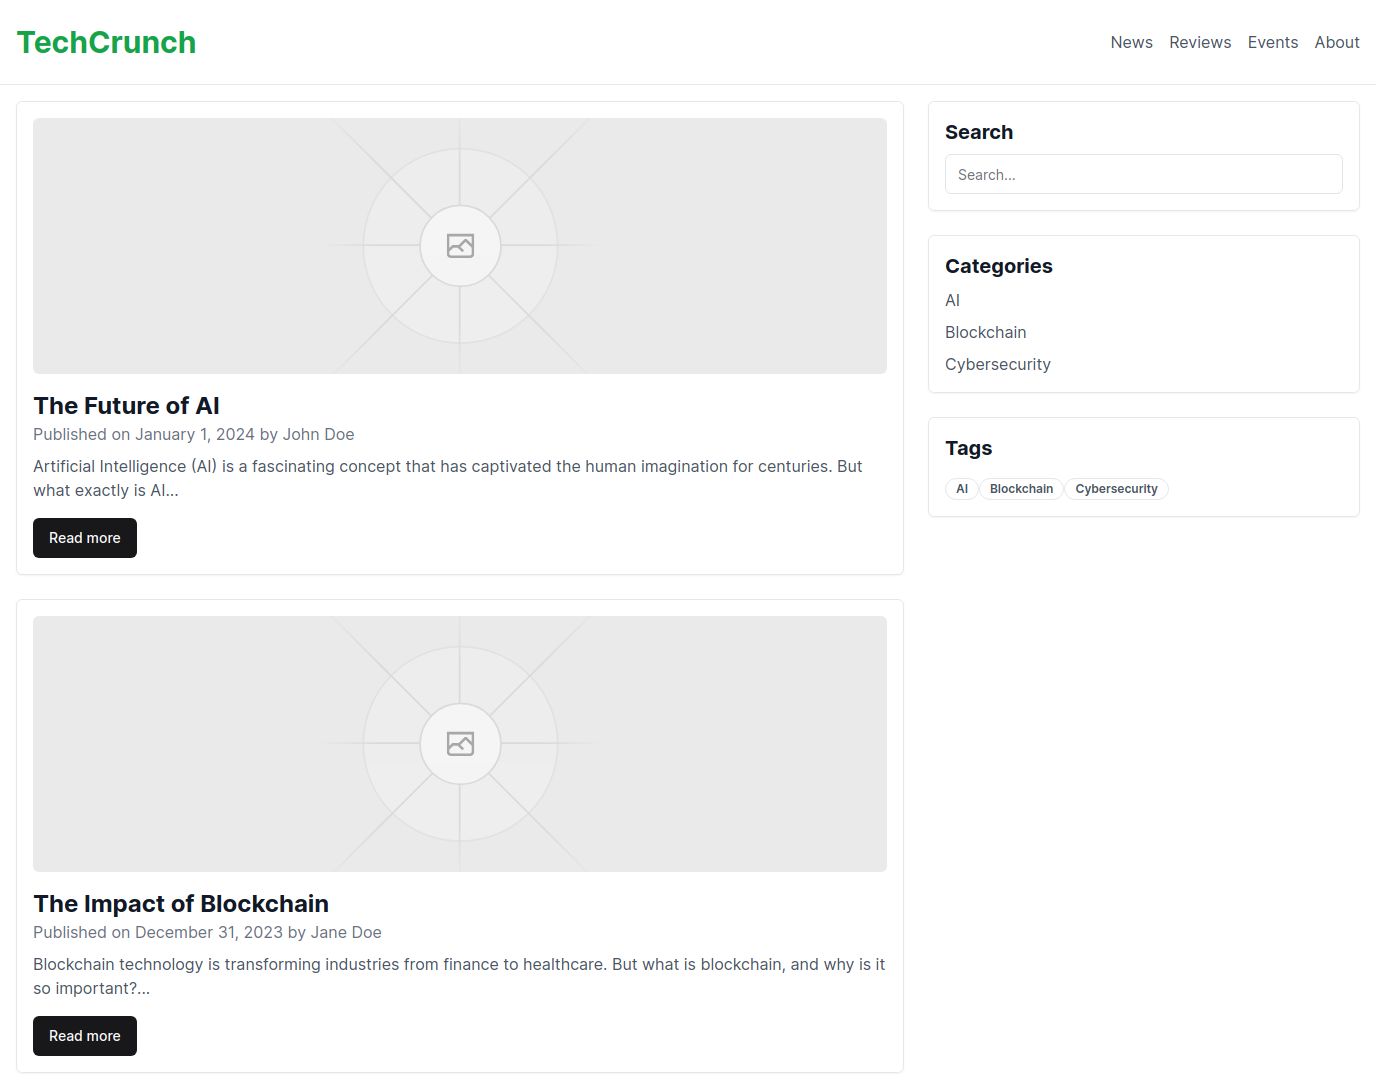 TechCrunch
News Reviews Events About
The Future of AI
Published on January 1, 2024 by John Doe
Artificial Intelligence (AI) is a fascinating concept that has captivated the human imagination for centuries. But
what exactly is AI...
Read more
The Impact of Blockchain
Published on December 31, 2023 by Jane Doe
Blockchain technology is transforming industries from finance to healthcare. But what is blockchain, and why is it
so important?...
Read more
Search
Search...
Categories
AI
Blockchain
Cybersecurity
Tags
AI Blockchain Cybersecurity